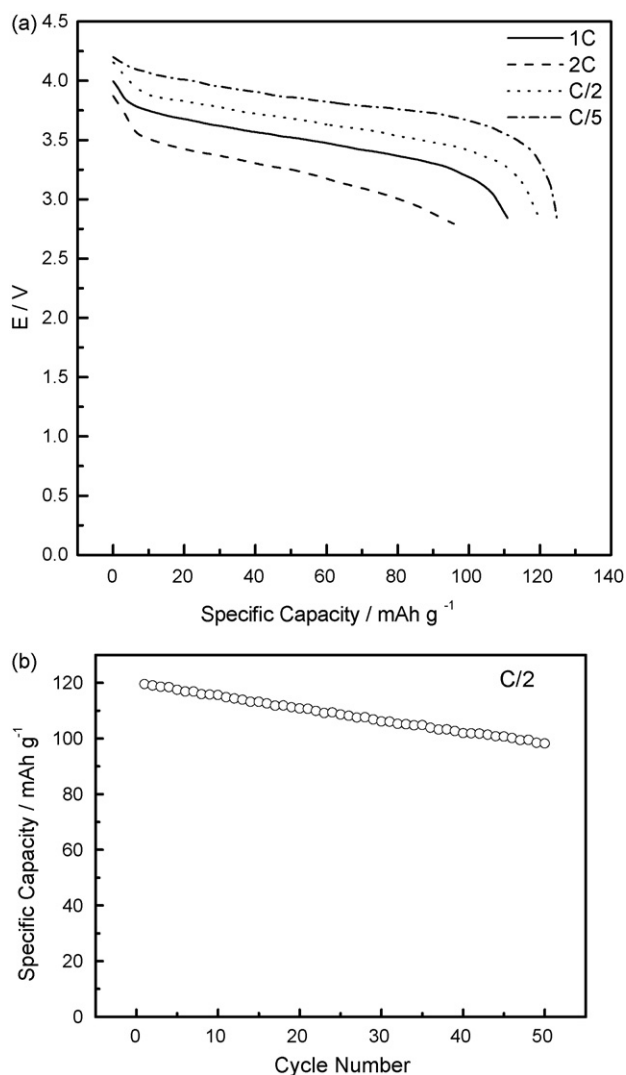 (a)
4.5
4.0
3.5
3.0
2.5
2.0
1.5
1.0
0.5
0.0
E / V
1C
2C
C/2
C/5
0 20 40 60 80 100 120 140
Specific Capacity / mAh g⁻¹
(b)
C/2
120
100
80
60
40
20
0
Specific Capacity / mAh g⁻¹
0 10 20 30 40 50
Cycle Number